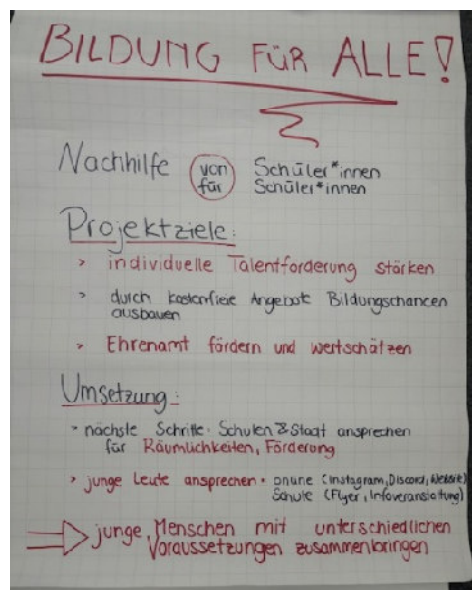 BILDUNG FÜR ALLE!
Nachhilfe von Schüler*innen
für Schüler*innen
Projektziele:
> individuelle Talentforderung stärken
> durch kostenfreie Angebote Bildungschancen
ausbauen
> Ehrenamt fördern und wertschätzen
Umsetzung:
> nächste Schritte: Schulen & Staat ansprechen
für Räumlichkeiten, Förderung
> junge Leute ansprechen: online (Instagram, Discord, Website)
Schule (Flyer, Infoveranstaltung)
junge Menschen mit unterschiedlichen
Voraussetzungen zusammenbringen